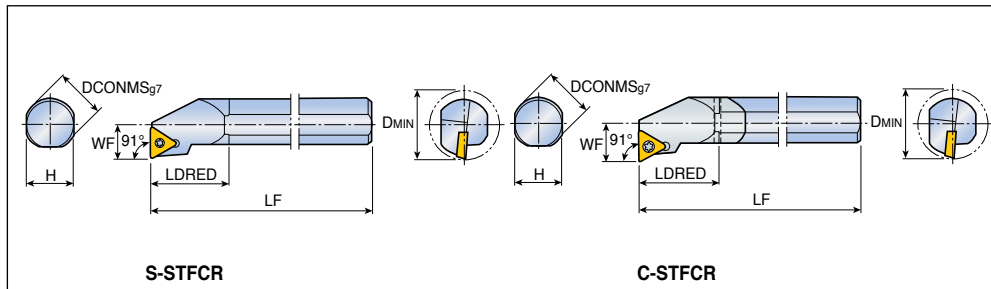 DCONMSg7
WF
91°
H
LDRED
LF
DMIN
S-STFCR
DCONMSg7
WF
91°
H
LDRED
LF
DMIN
C-STFCR